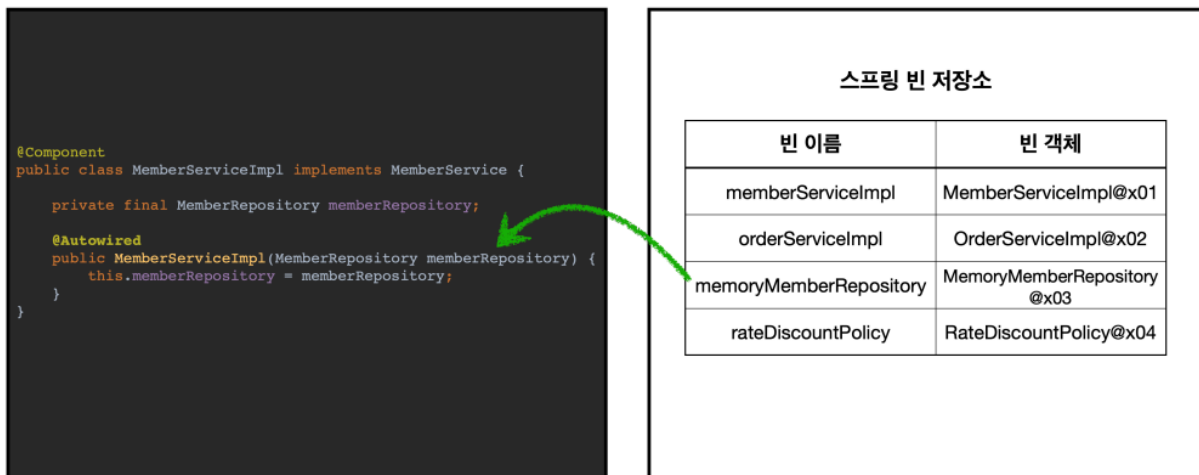 @Component
public class MemberServiceImpl implements MemberService {
private final MemberRepository memberRepository;
@Autowired
public MemberServiceImpl(MemberRepository memberRepository) {
this.memberRepository = memberRepository;
}
}
스프링 빈 저장소
빈 이름 빈 객체
memberServiceImpl MemberServiceImpl@x01
orderServiceImpl OrderServiceImpl@x02
memoryMemberRepository MemoryMemberRepository
@x03
rateDiscountPolicy RateDiscountPolicy@x04